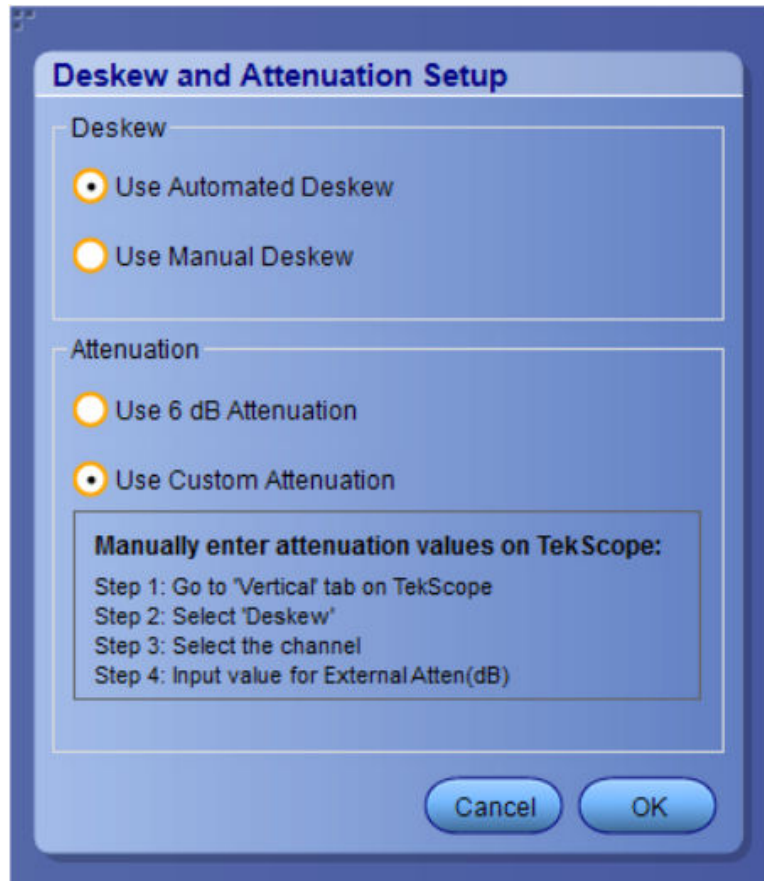 Deskew and Attenuation Setup
Deskew
Use Automated Deskew
Use Manual Deskew
Attenuation
Use 6 dB Attenuation
Use Custom Attenuation
Manually enter attenuation values on TekScope:
Step 1: Go to 'Vertical' tab on TekScope
Step 2: Select 'Deskew'
Step 3: Select the channel
Step 4: Input value for External Atten(dB)
Cancel
OK